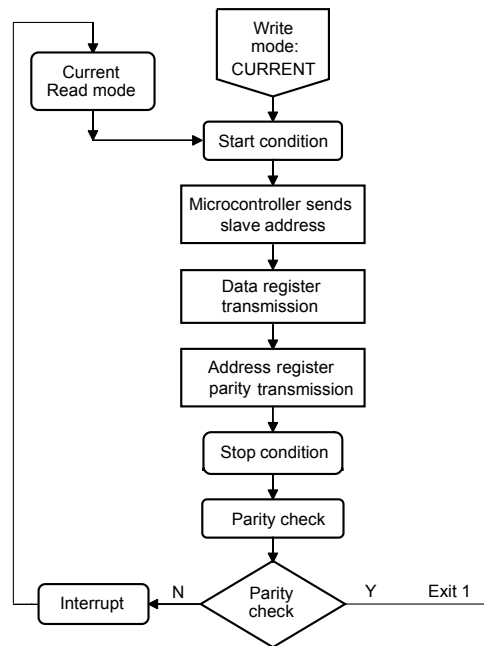 Write
mode:
CURRENT
Current
Read mode
Start condition
Microcontroller sends
slave address
Data register
transmission
Address register
parity transmission
Stop condition
Parity check
Parity
check
N
Interrupt
Y
Exit 1